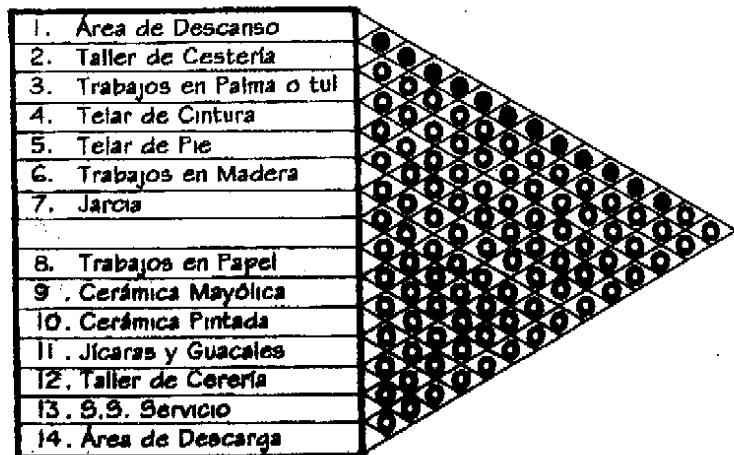 1. Área de Descanso
2. Taller de Cestería
3. Trabajos en Palma o tul
4. Telar de Cintura
5. Telar de Pie
6. Trabajos en Madera
7. Jarcia
8. Trabajos en Papel
9. Cerámica Mayólica
10. Cerámica Pintada
11. Jícaras y Guacales
12. Taller de Cerería
13. S.S. Servicio
14. Área de Descarga